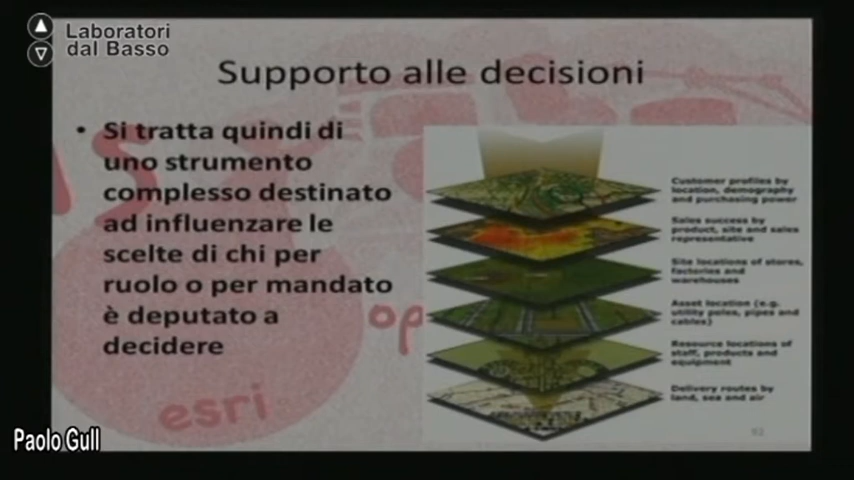 Laboratori
dal Basso
Supporto alle decisioni
• Si tratta quindi di
uno strumento
complesso destinato
ad influenzare le
scelte di chi per
ruolo o per mandato
è deputato a
decidere
Customer profiles by
location, demography
and purchasing power
Sales success by
product, site and sales
representative
Site locations of stores,
factories and
warehouses
Asset location (e.g.
utility poles, pipes and
cables)
Resource locations of
staff, products and
equipment
Delivery routes by
land, sea and air
op
esri
92
Paolo Gull